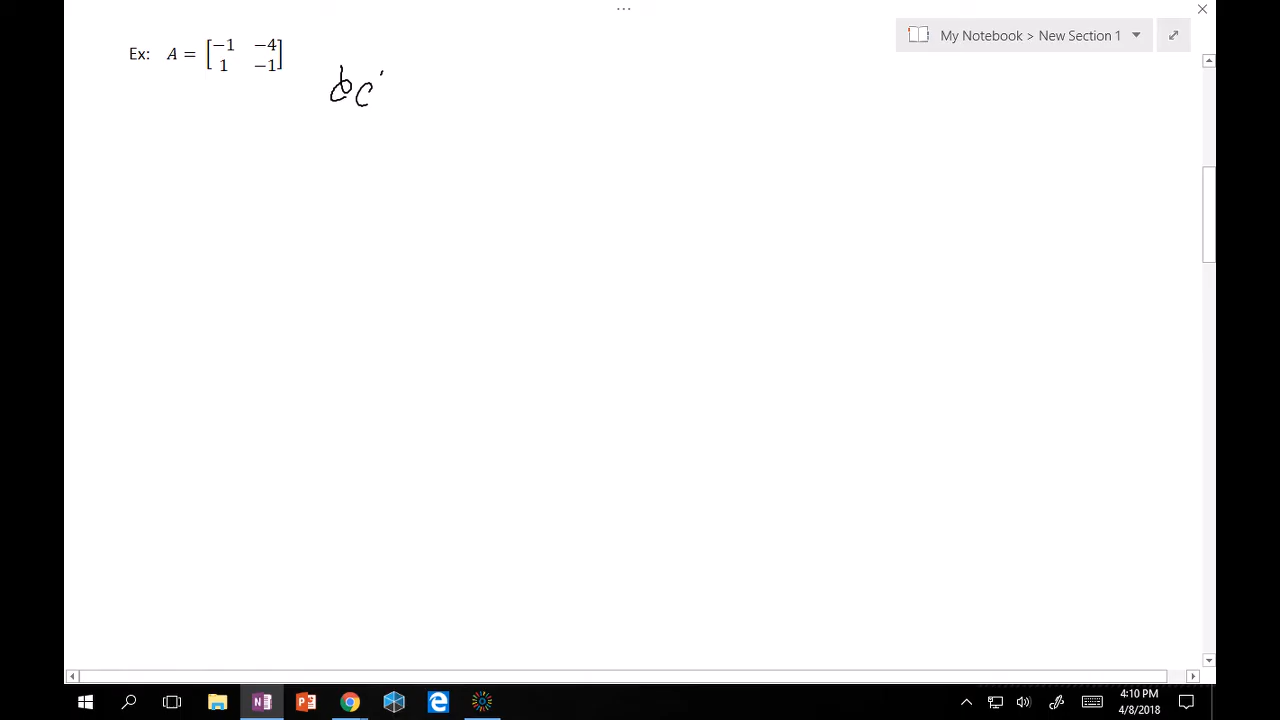 My Notebook > New Section 1
Ex: A = [−1 −4
1 −1]
4:10 PM
4/8/2018